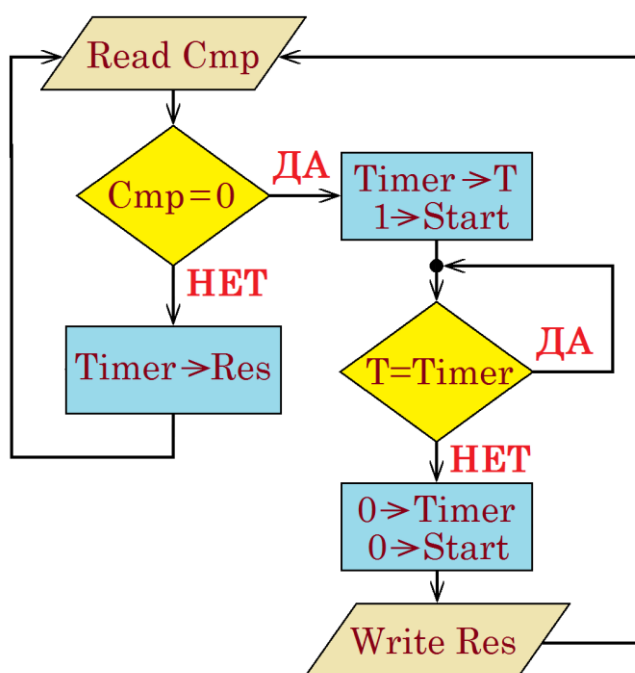 Read Cmp
Cmp=0
ДА
Timer→T
1→Start
НЕТ
Timer→Res
T=Timer
ДА
НЕТ
0→Timer
0→Start
Write Res